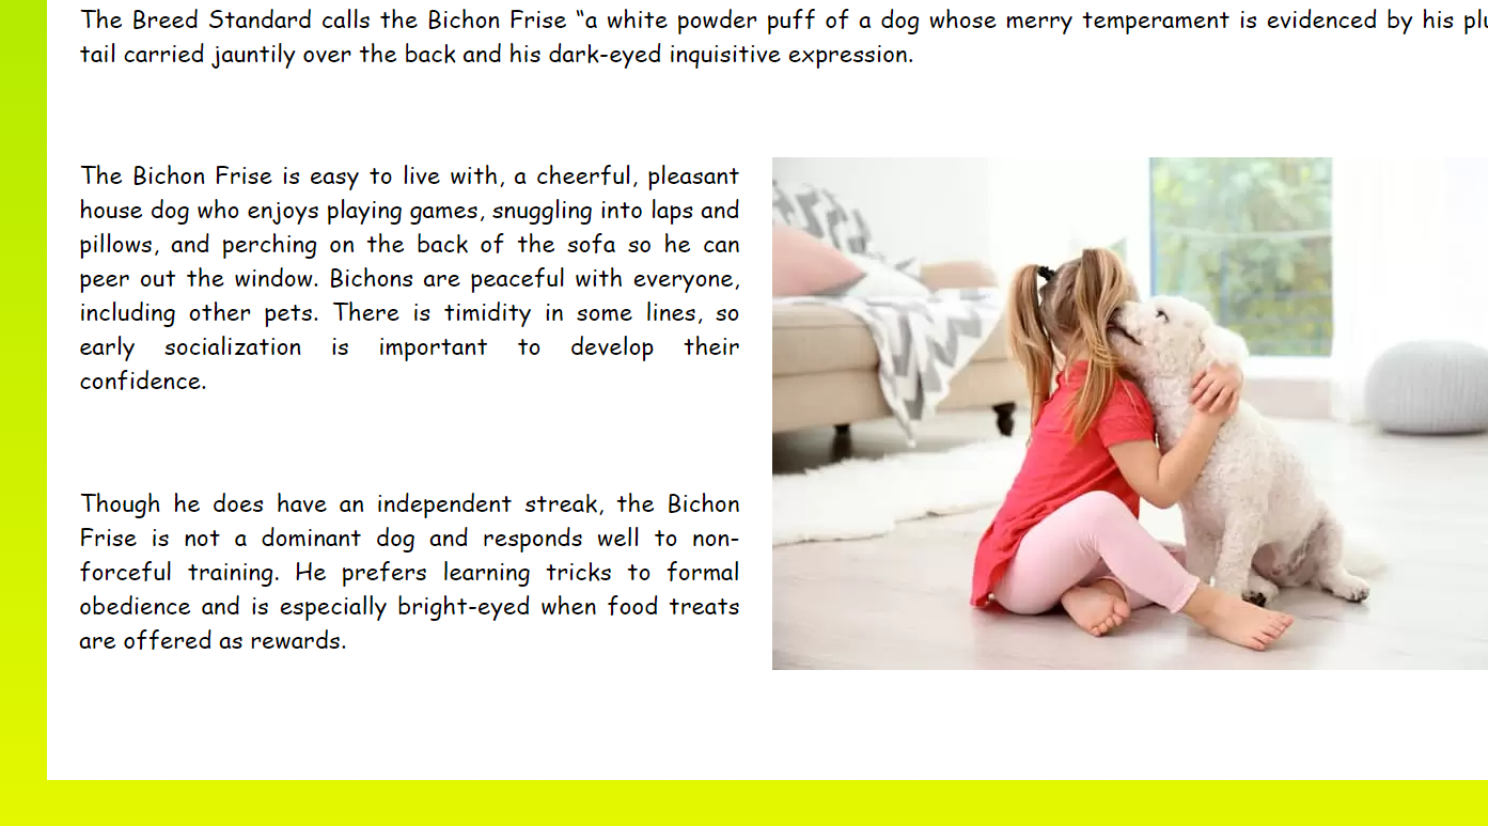 The Breed Standard calls the Bichon Frise “a white powder puff of a dog whose merry temperament is evidenced by his
tail carried jauntily over the back and his dark-eyed inquisitive expression.
The Bichon Frise is easy to live with, a cheerful, pleasant
house dog who enjoys playing games, snuggling into laps and
pillows, and perching on the back of the sofa so he can
peer out the window. Bichons are peaceful with everyone,
including other pets. There is timidity in some lines, so
early socialization is important to develop their
confidence.
Though he does have an independent streak, the Bichon
Frise is not a dominant dog and responds well to non-
forceful training. He prefers learning tricks to formal
obedience and is especially bright-eyed when food treats
are offered as rewards.